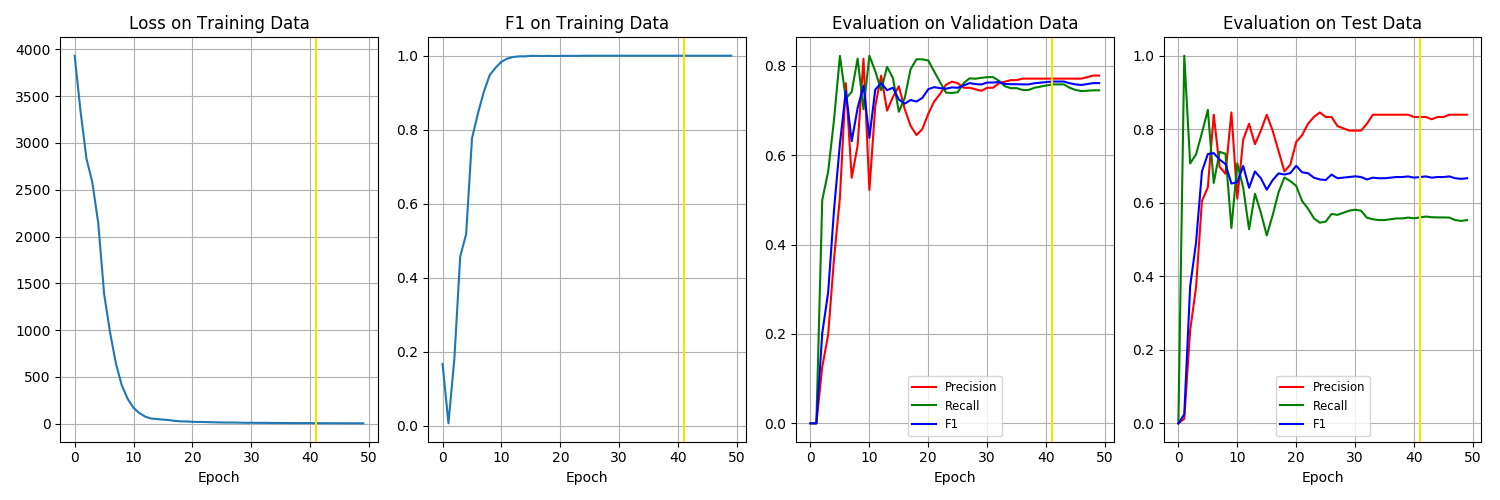 Loss on Training Data
4000
3500
3000
2500
2000
1500
1000
500
0
0 10 20 30 40 50
Epoch
F1 on Training Data
1.0
0.8
0.6
0.4
0.2
0.0
0 10 20 30 40 50
Epoch
Evaluation on Validation Data
0.8
0.6
0.4
0.2
0.0
Precision
Recall
F1
0 10 20 30 40 50
Epoch
Evaluation on Test Data
1.0
0.8
0.6
0.4
0.2
0.0
Precision
Recall
F1
0 10 20 30 40 50
Epoch